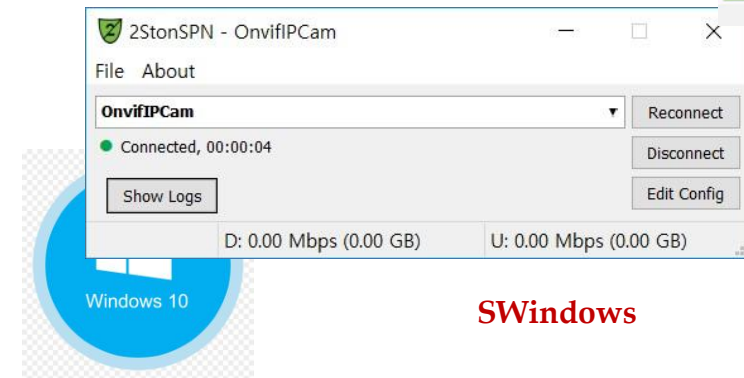 2StonSPN - OnvifIPCam
File About
OnvifIPCam
Reconnect
Connected, 00:00:04
Disconnect
Show Logs
Edit Config
D: 0.00 Mbps (0.00 GB) U: 0.00 Mbps (0.00 GB)
Windows 10
SWindows